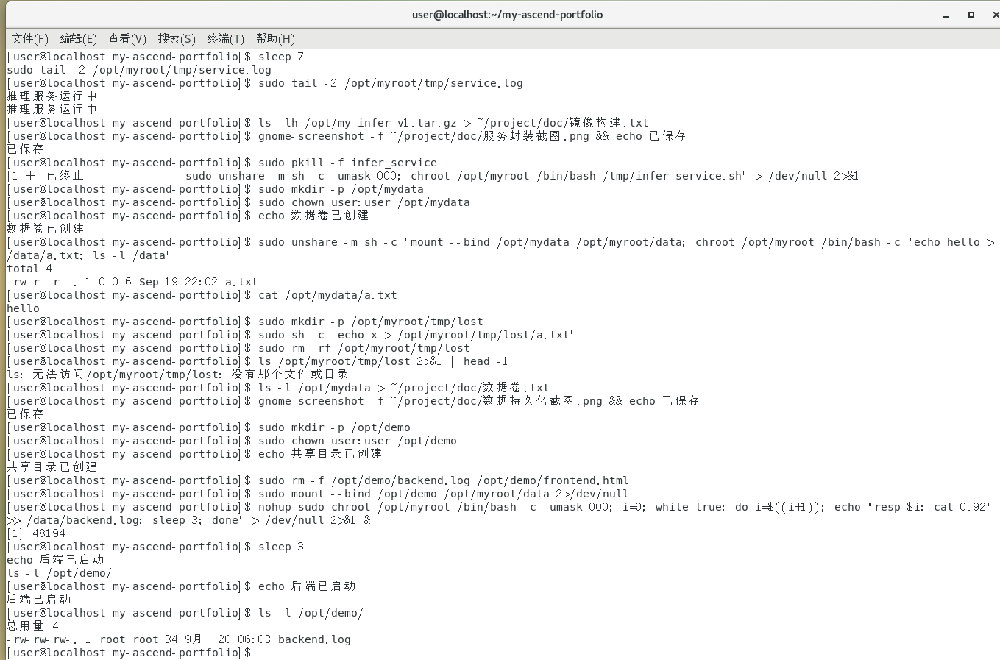 user@localhost:~/my-ascend-portfolio
文件(F) 编辑(E) 查看(V) 搜索(S) 终端(T) 帮助(H)
[user@localhost my-ascend-portfolio]$ sleep 7
sudo tail -2 /opt/myroot/tmp/service.log
[user@localhost my-ascend-portfolio]$ sudo tail -2 /opt/myroot/tmp/service.log
推理服务运行中
推理服务运行中
[user@localhost my-ascend-portfolio]$ ls -lh /opt/my-infer-v1.tar.gz > ~/project/doc/镜像构建.txt
[user@localhost my-ascend-portfolio]$ gnome-screenshot -f ~/project/doc/服务封装截图.png && echo 已保存
已保存
[user@localhost my-ascend-portfolio]$ sudo pkill -f infer_service
[1]+ 已终止 sudo unshare -m sh -c 'umask 000; chroot /opt/myroot /bin/bash /tmp/infer_service.sh' > /dev/null 2>&1
[user@localhost my-ascend-portfolio]$ sudo mkdir -p /opt/mydata
[user@localhost my-ascend-portfolio]$ sudo chown user:user /opt/mydata
[user@localhost my-ascend-portfolio]$ echo 数据卷已创建
数据卷已创建
[user@localhost my-ascend-portfolio]$ sudo unshare -m sh -c 'mount --bind /opt/mydata /opt/myroot/data; chroot /opt/myroot /bin/bash -c "echo hello >
/data/a.txt; ls -l /data"'
total 4
-rw-r--r--. 1 0 0 6 Sep 19 22:02 a.txt
[user@localhost my-ascend-portfolio]$ cat /opt/mydata/a.txt
hello
[user@localhost my-ascend-portfolio]$ sudo mkdir -p /opt/myroot/tmp/lost
[user@localhost my-ascend-portfolio]$ sudo sh -c 'echo x > /opt/myroot/tmp/lost/a.txt'
[user@localhost my-ascend-portfolio]$ sudo rm -rf /opt/myroot/tmp/lost
[user@localhost my-ascend-portfolio]$ ls /opt/myroot/tmp/lost 2>&1 | head -1
ls: 无法访问/opt/myroot/tmp/lost: 没有那个文件或目录
[user@localhost my-ascend-portfolio]$ ls -l /opt/mydata > ~/project/doc/数据卷.txt
[user@localhost my-ascend-portfolio]$ gnome-screenshot -f ~/project/doc/数据持久化截图.png && echo 已保存
已保存
[user@localhost my-ascend-portfolio]$ sudo mkdir -p /opt/demo
[user@localhost my-ascend-portfolio]$ sudo chown user:user /opt/demo
[user@localhost my-ascend-portfolio]$ echo 共享目录已创建
共享目录已创建
[user@localhost my-ascend-portfolio]$ sudo rm -f /opt/demo/backend.log /opt/demo/frontend.html
[user@localhost my-ascend-portfolio]$ sudo mount --bind /opt/demo /opt/myroot/data 2>/dev/null
[user@localhost my-ascend-portfolio]$ nohup sudo chroot /opt/myroot /bin/bash -c 'umask 000; i=0; while true; do i=$((i+1)); echo "resp $i: cat 0.92"
>> /data/backend.log; sleep 3; done' > /dev/null 2>&1 &
[1] 48194
[user@localhost my-ascend-portfolio]$ sleep 3
echo 后端已启动
ls -l /opt/demo/
[user@localhost my-ascend-portfolio]$ echo 后端已启动
后端已启动
[user@localhost my-ascend-portfolio]$ ls -l /opt/demo/
总用量 4
-rw-rw-rw-. 1 root root 34 9月 20 06:03 backend.log
[user@localhost my-ascend-portfolio]$